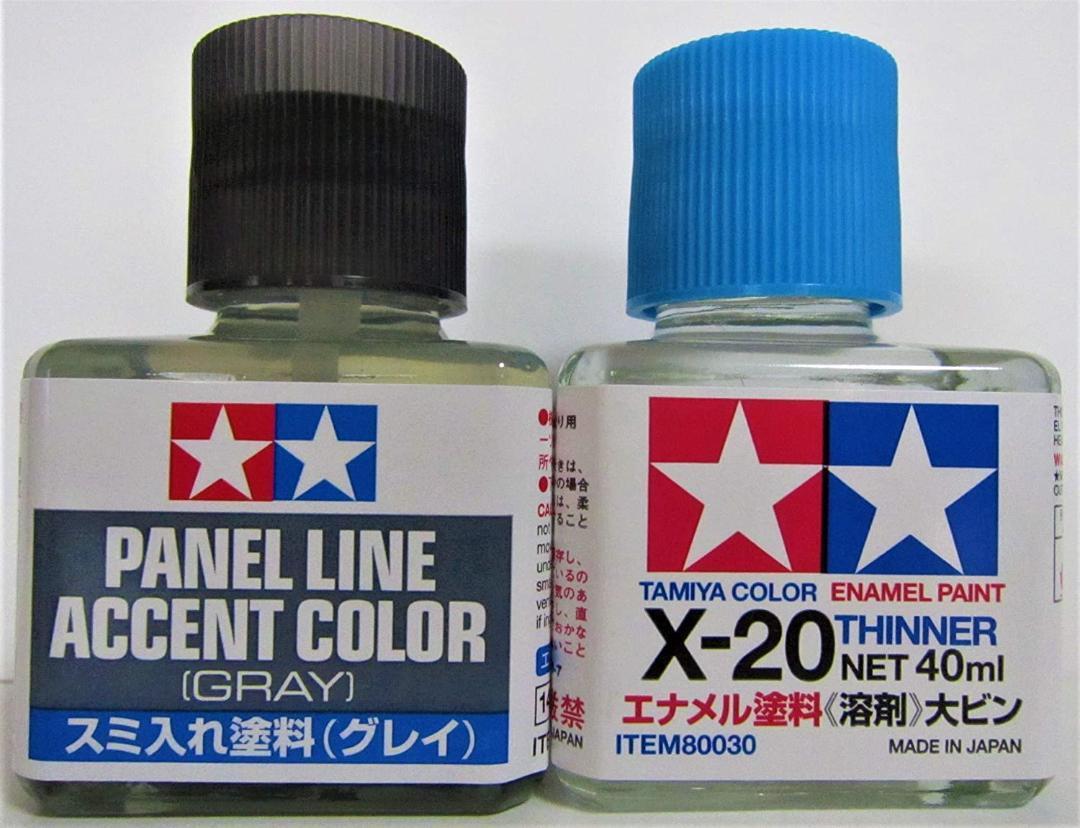 PANEL LINE
ACCENT COLOR
(GRAY)
スミ入れ塗料(グレイ)
TAMIYA COLOR ENAMEL PAINT
X-20 THINNER
NET 40ml
エナメル塗料《溶剤》大ビン
ITEM80030 MADE IN JAPAN